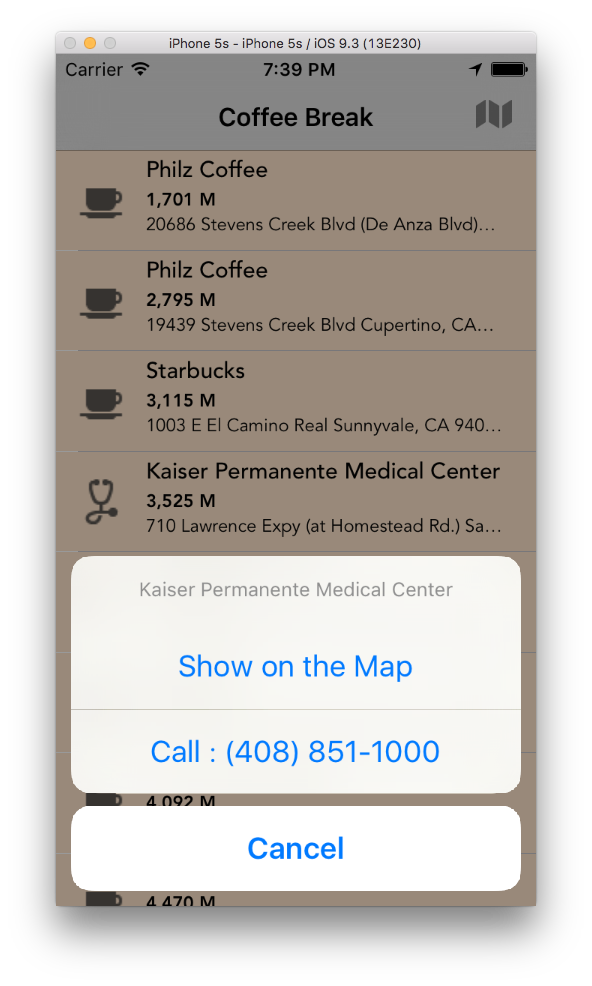 iPhone 5s - iPhone 5s / iOS 9.3 (13E230)
Carrier 7:39 PM
Coffee Break
Philz Coffee
1,701 M
20686 Stevens Creek Blvd (De Anza Blvd)...
Philz Coffee
2,795 M
19439 Stevens Creek Blvd Cupertino, CA...
Starbucks
3,115 M
1003 E El Camino Real Sunnyvale, CA 940...
Kaiser Permanente Medical Center
3,525 M
710 Lawrence Expy (at Homestead Rd.) Sa...
Kaiser Permanente Medical Center
Show on the Map
Call : (408) 851-1000
4,092 M
Cancel
4,470 M